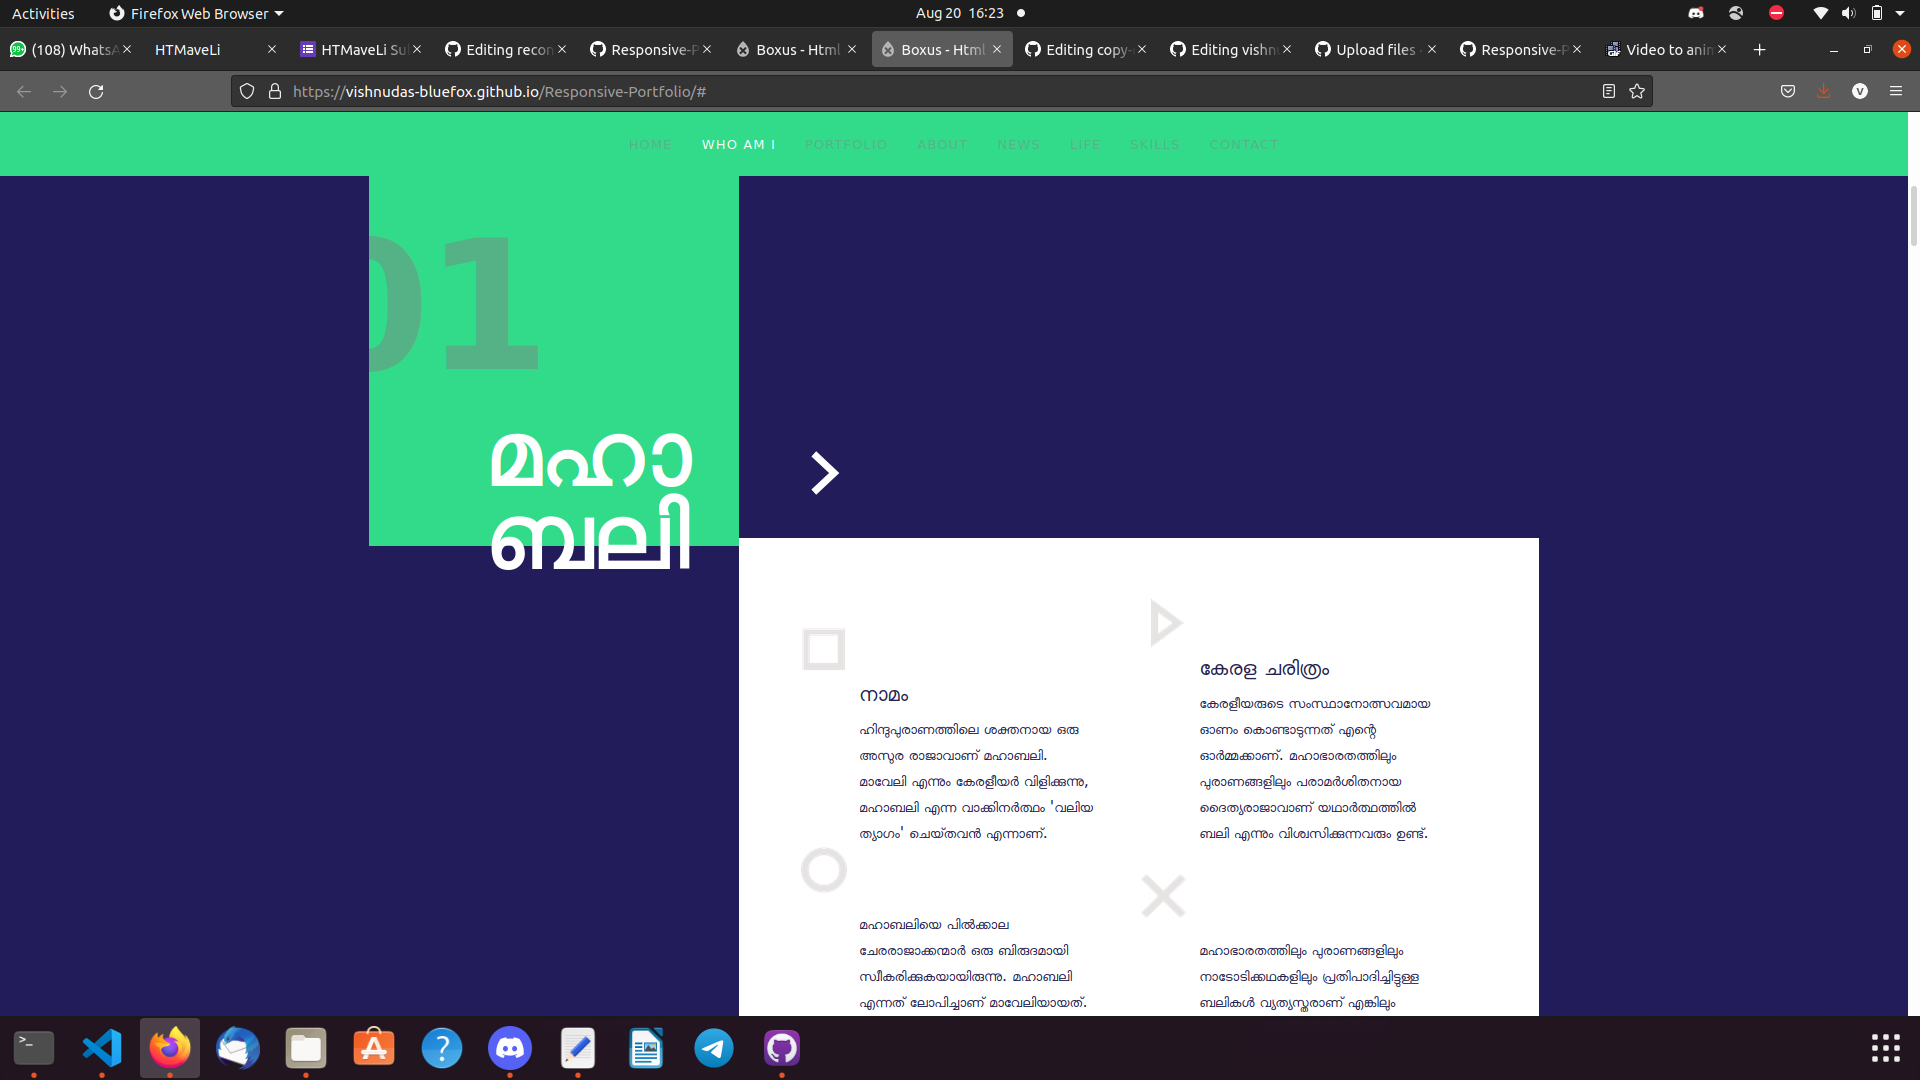 Activities Firefox Web Browser Aug 20 16:23
(108) WhatsA HTMaveLi HTMaveLi Su Editing recon Responsive-P Boxus - Html Boxus - Html Editing copy- Editing vishnu Upload files - Responsive-P Video to anim
https://vishnudas-bluefox.github.io/Responsive-Portfolio/#
HOME WHO AM I PORTFOLIO ABOUT NEWS LIFE SKILLS CONTACT
01
മഹാ
ബലി
നാമം
ഹിന്ദുപുരാണത്തിലെ ശക്തനായ ഒരു
അസുര രാജാവാണ് മഹാബലി.
മാവേലി എന്നും കേരളീയർ വിളിക്കുന്നു,
മഹാബലി എന്ന വാക്കിനർത്ഥം 'വലിയ
ത്യാഗം' ചെയ്തവൻ എന്നാണ്.
കേരള ചരിത്രം
കേരളീയരുടെ സംസ്ഥാനോത്സവമായ
ഓണം കൊണ്ടാടുന്നത് എന്റെ
ഓർമ്മക്കാണ്. മഹാഭാരതത്തിലും
പുരാണങ്ങളിലും പരാമർശിതനായ
ദൈത്യരാജാവാണ് യഥാർത്ഥത്തിൽ
ബലി എന്നും വിശ്വസിക്കുന്നവരും ഉണ്ട്.
മഹാബലിയെ പിൽക്കാല
ചേരരാജാക്കന്മാർ ഒരു ബിരുദമായി
സ്വീകരിക്കുകയായിരുന്നു. മഹാബലി
എന്നത് ലോപിച്ചാണ് മാവേലിയായത്.
മഹാഭാരതത്തിലും പുരാണങ്ങളിലും
നാടോടിക്കഥകളിലും പ്രതിപാദിച്ചിട്ടുള്ള
ബലികൾ വ്യത്യസ്തരാണ് എങ്കിലും